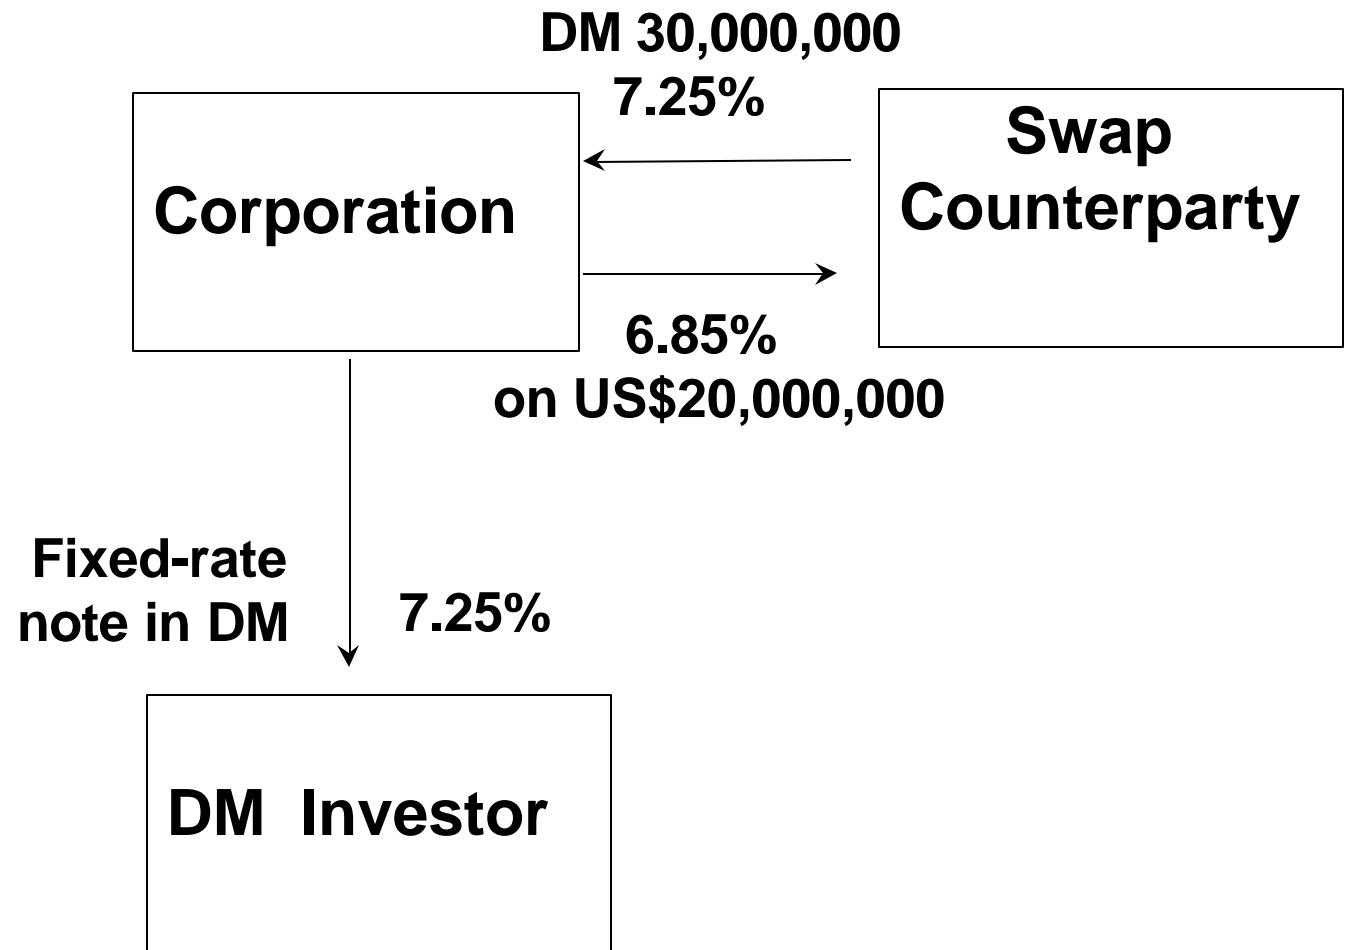 DM 30,000,000
7.25%
Corporation
Swap
Counterparty
6.85%
on US$20,000,000
Fixed-rate
note in DM
7.25%
DM Investor